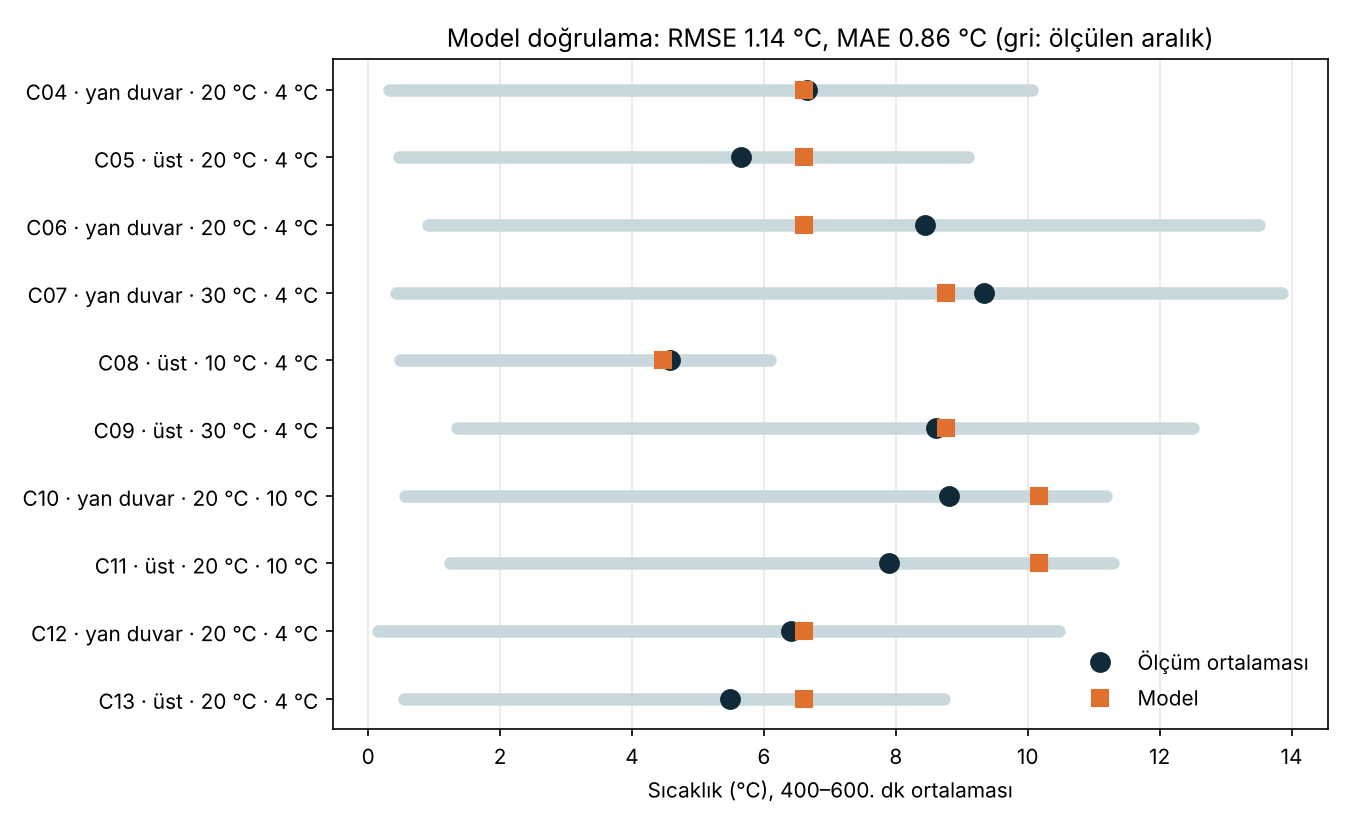 Model doğrulama: RMSE 1.14 °C, MAE 0.86 °C (gri: ölçülen aralık)
C04 · yan duvar · 20 °C · 4 °C
C05 · üst · 20 °C · 4 °C
C06 · yan duvar · 20 °C · 4 °C
C07 · yan duvar · 30 °C · 4 °C
C08 · üst · 10 °C · 4 °C
C09 · üst · 30 °C · 4 °C
C10 · yan duvar · 20 °C · 10 °C
C11 · üst · 20 °C · 10 °C
C12 · yan duvar · 20 °C · 4 °C
C13 · üst · 20 °C · 4 °C
Ölçüm ortalaması
Model
0 2 4 6 8 10 12 14
Sıcaklık (°C), 400–600. dk ortalaması